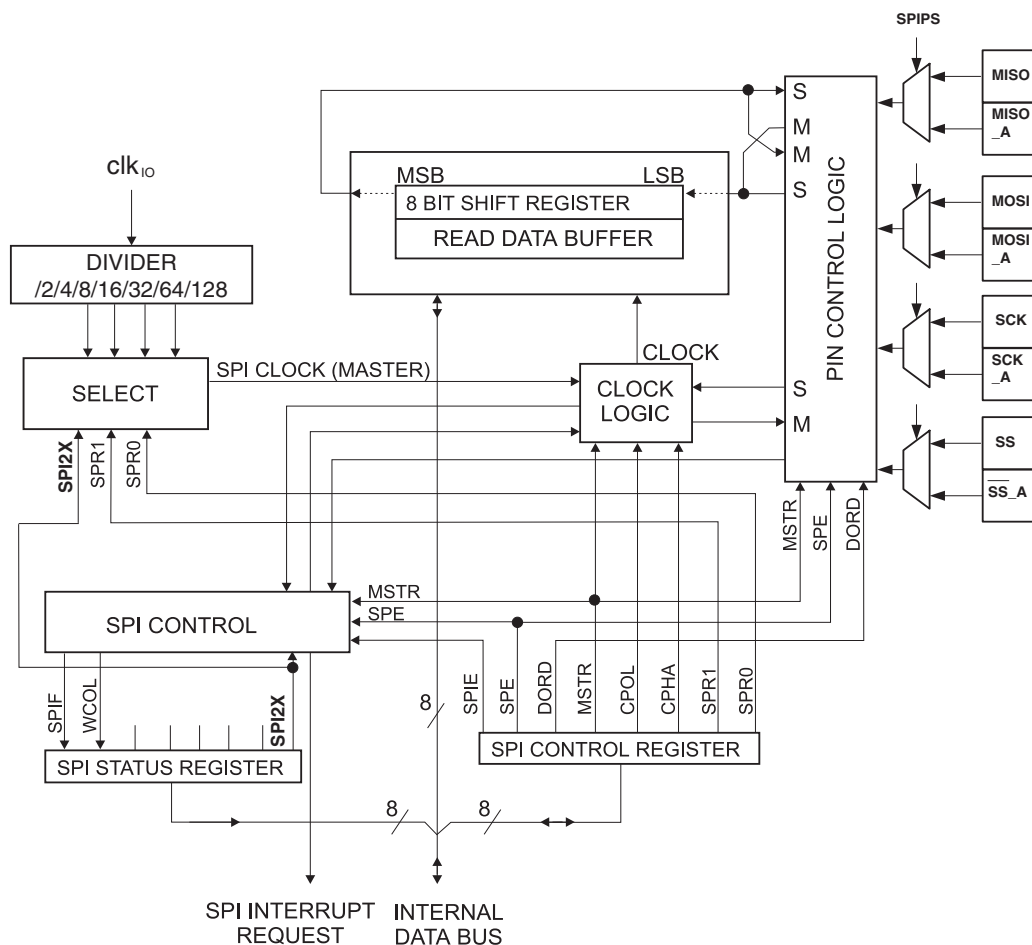 SPIPS
MISO
MISO
_A
MOSI
MOSI
_A
SCK
SCK
_A
SS
SS_A
S
M
M
S
S
M
PIN CONTROL LOGIC
MSB
LSB
8 BIT SHIFT REGISTER
READ DATA BUFFER
clkIO
DIVIDER
/2/4/8/16/32/64/128
SELECT
SPI CLOCK (MASTER)
CLOCK
CLOCK
LOGIC
SPI2X
SPR1
SPR0
MSTR
SPE
DORD
MSTR
SPE
SPI CONTROL
SPIF
WCOL
SPI2X
SPI STATUS REGISTER
8
SPIE
SPE
DORD
MSTR
CPOL
CPHA
SPR1
SPR0
SPI CONTROL REGISTER
8
8
SPI INTERRUPT
REQUEST
INTERNAL
DATA BUS